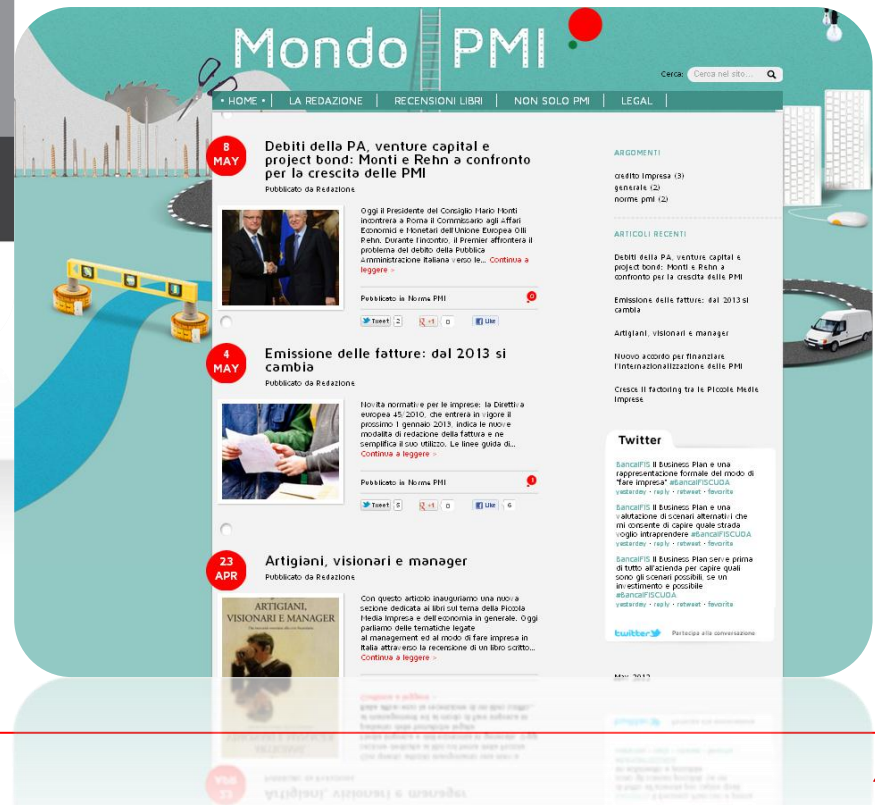 Mondo PMI
Cerca: Cerca nel sito...
• HOME • | LA REDAZIONE | RECENSIONI LIBRI | NON SOLO PMI | LEGAL |
8
MAY
Debiti della PA, venture capital e
project bond: Monti e Rehn a confronto
per la crescita delle PMI
Pubblicato da Redazione
Oggi il Presidente del Consiglio Mario Monti
incontrera a Roma il Commissario agli Affari
Economici e Monetari dell'Unione Europea Olli
Rehn. Durante l'incontro, il Premier affronterà il
problema del debito della Pubblica
Amministrazione italiana verso le... Continua a
leggere »
Pubblicato in Norme PMI 0
Tweet 2 +1 0 Like
4
MAY
Emissione delle fatture: dal 2013 si
cambia
Pubblicato da Redazione
Novità normative per le imprese: la Direttiva
europea 45/2010, che entrerà in vigore il
prossimo 1 gennaio 2013, indica le nuove
modalità di redazione della fattura e ne
semplifica il suo utilizzo. Le linee guida di...
Continua a leggere »
Pubblicato in Norme PMI 1
Tweet 5 +1 0 Like 6
23
APR
Artigiani, visionari e manager
Pubblicato da Redazione
ARTIGIANI,
VISIONARI E MANAGER
Con questo articolo inauguriamo una nuova
sezione dedicata ai libri sul tema della Piccola
Media Impresa e dell'economia in generale. Oggi
parliamo delle tematiche legate
al management ed al modo di fare impresa in
Italia attraverso la recensione di un libro scritto...
Continua a leggere »
ARGOMENTI
credito impresa (3)
generale (2)
norme pmi (2)
ARTICOLI RECENTI
Debiti della PA, venture capital e
project bond: Monti e Rehn a
confronto per la crescita delle PMI
Emissione delle fatture: dal 2013 si
cambia
Artigiani, visionari e manager
Nuovo accordo per finanziare
l'internazionalizzazione delle PMI
Cresce il factoring tra le Piccole Medie
Imprese
Twitter
BancaIFIS Il Business Plan e una
rappresentazione formale del modo di
"fare impresa" #BancaIFISCUOA
yesterday • reply • retweet • favorite
BancaIFIS Il Business Plan e una
valutazione di scenari alternativi che
mi consente di capire quale strada
voglio intraprendere #BancaIFISCUOA
yesterday • reply • retweet • favorite
BancaIFIS Il Business Plan serve prima
di tutto all'azienda per capire quali
sono gli scenari possibili, se un
investimento e possibile
#BancaIFISCUOA
yesterday • reply • retweet • favorite
twitter Partecipa alla conversazione
May 2012